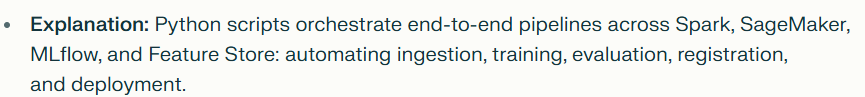 • Explanation: Python scripts orchestrate end-to-end pipelines across Spark, SageMaker,
MLflow, and Feature Store: automating ingestion, training, evaluation, registration,
and deployment.